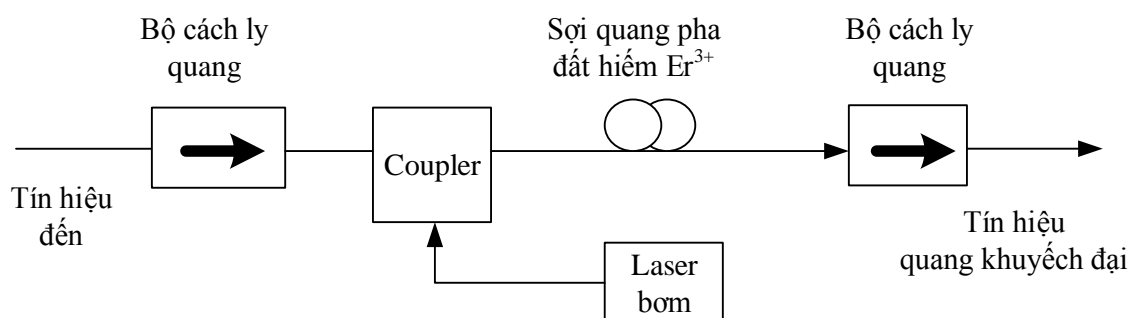 Bộ cách ly
quang
Sợi quang pha
đất hiếm Er³⁺
Bộ cách ly
quang
Coupler
Tín hiệu
đến
Tín hiệu
quang khuyếch đại
Laser
bơm